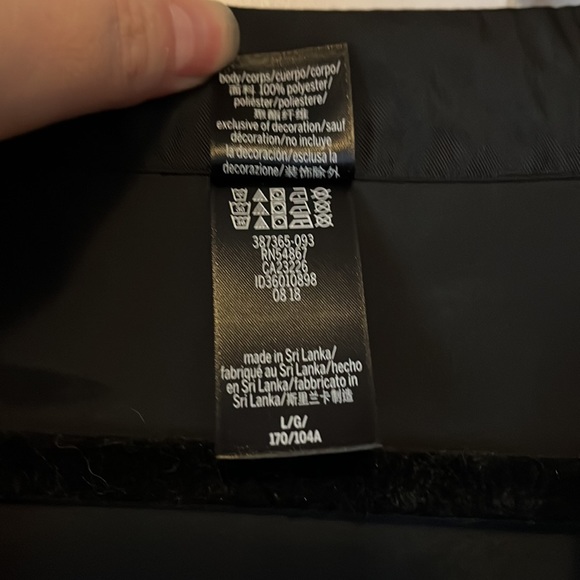 body/corps/cuerpo/corpo/
面料 100% polyester/
poliéster/poliestere/
聚酯纤维
exclusive of decoration/sauf
décoration/no incluye
la decoración/esclusa la
decorazione/装饰除外
387365-093
RN54867
CA23226
ID36010898
08 18
made in Sri Lanka/
fabriqué au Sri Lanka/hecho
en Sri Lanka/fabbricato in
Sri Lanka/斯里兰卡制造
L/G/
170/104A